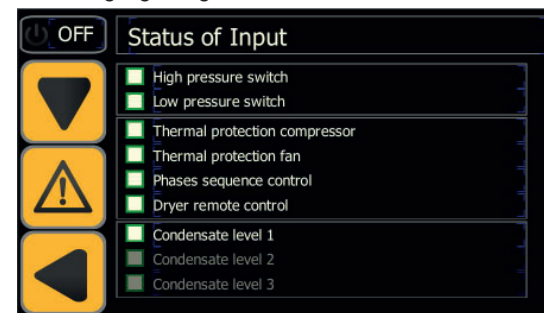 OFF
Status of Input
High pressure switch
Low pressure switch
Thermal protection compressor
Thermal protection fan
Phases sequence control
Dryer remote control
Condensate level 1
Condensate level 2
Condensate level 3